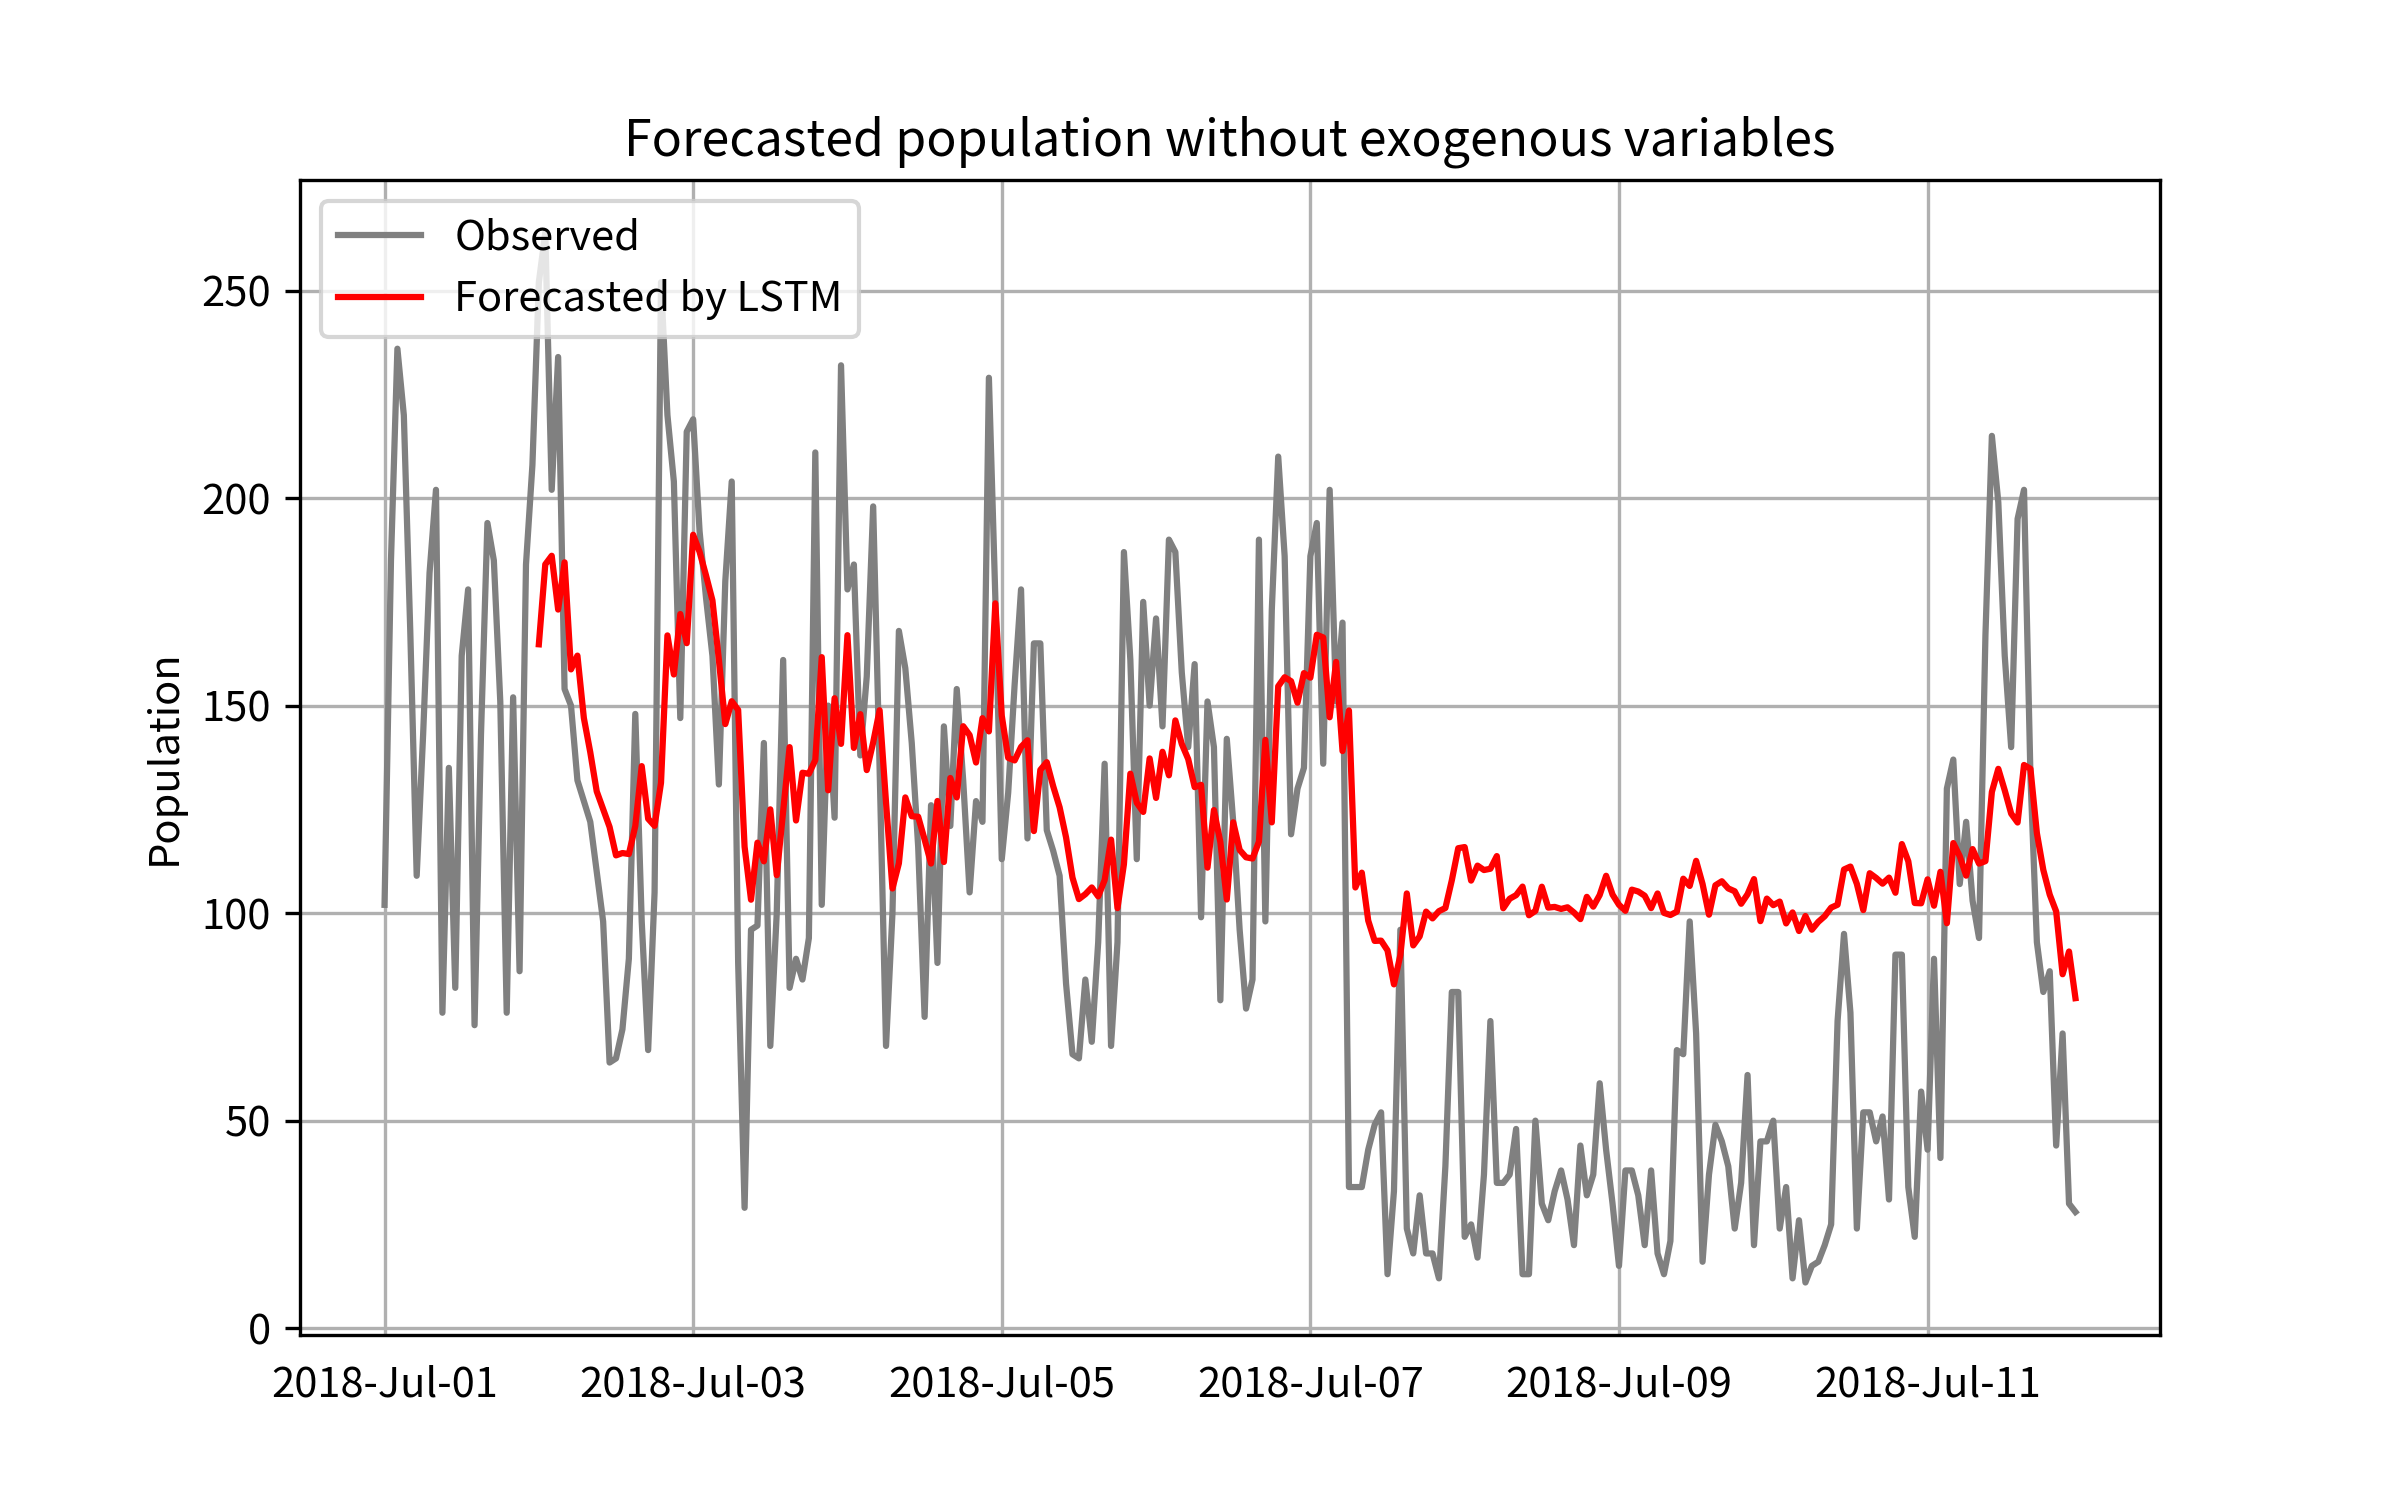 Forecasted population without exogenous variables
Observed
Forecasted by LSTM
Population
250
200
150
100
50
0
2018-Jul-01 2018-Jul-03 2018-Jul-05 2018-Jul-07 2018-Jul-09 2018-Jul-11